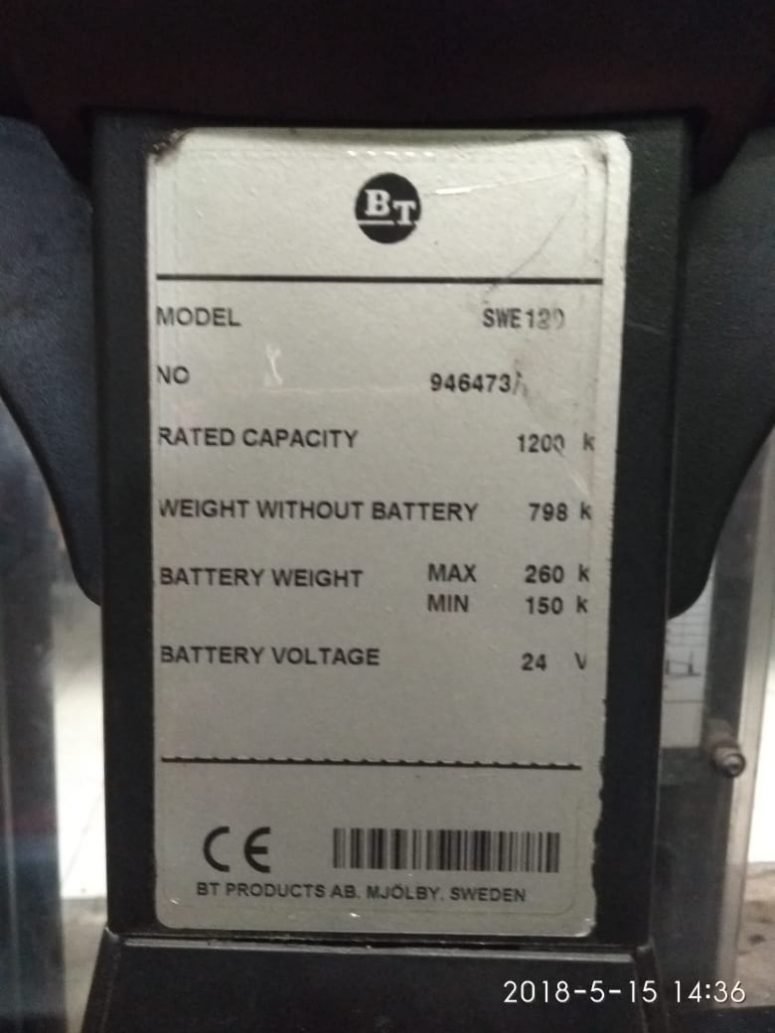 BT
MODEL SWE120
NO 946473
RATED CAPACITY 1200 k
WEIGHT WITHOUT BATTERY 798 k
BATTERY WEIGHT MAX 260 k
MIN 150 k
BATTERY VOLTAGE 24 V
CE
BT PRODUCTS AB. MJÖLBY. SWEDEN
2018-5-15 14:36